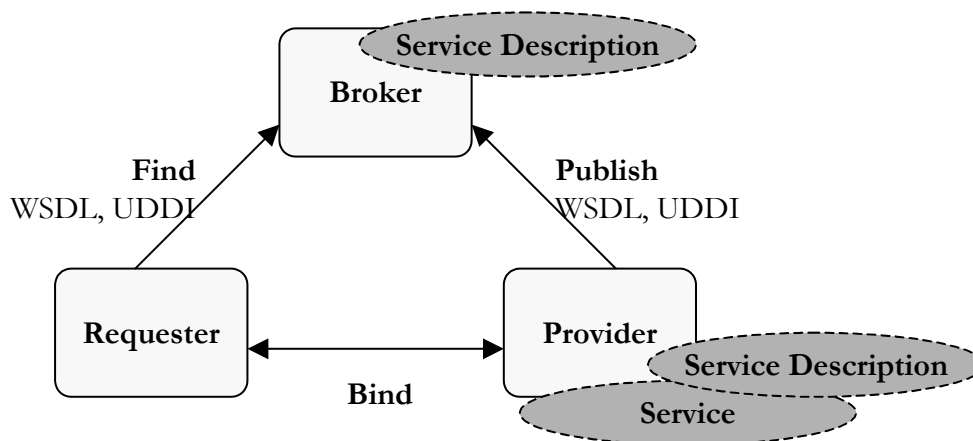 Service Description
Broker
Find
WSDL, UDDI
Publish
WSDL, UDDI
Requester
Provider
Bind
Service Description
Service